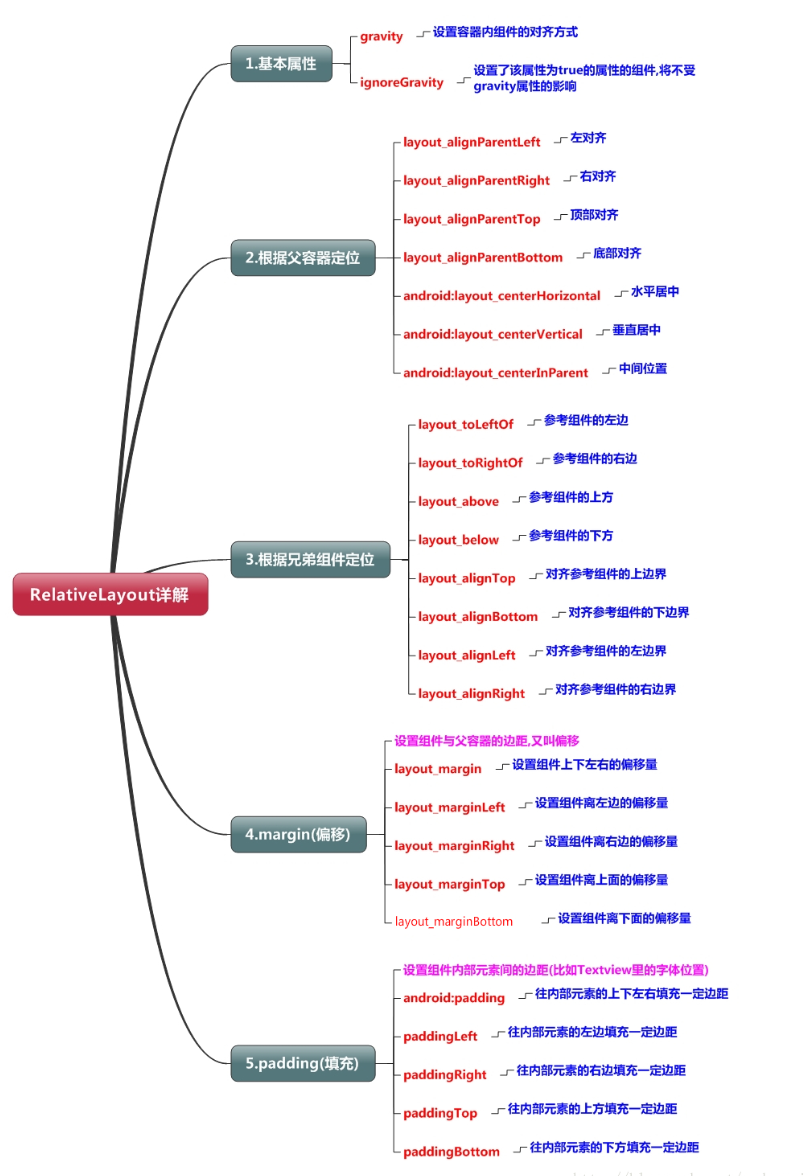 RelativeLayout详解
1.基本属性
gravity
设置容器内组件的对齐方式
ignoreGravity
设置了该属性为true的属性的组件,将不受
gravity属性的影响
2.根据父容器定位
layout_alignParentLeft
左对齐
layout_alignParentRight
右对齐
layout_alignParentTop
顶部对齐
layout_alignParentBottom
底部对齐
android:layout_centerHorizontal
水平居中
android:layout_centerVertical
垂直居中
android:layout_centerInParent
中间位置
3.根据兄弟组件定位
layout_toLeftOf
参考组件的左边
layout_toRightOf
参考组件的右边
layout_above
参考组件的上方
layout_below
参考组件的下方
layout_alignTop
对齐参考组件的上边界
layout_alignBottom
对齐参考组件的下边界
layout_alignLeft
对齐参考组件的左边界
layout_alignRight
对齐参考组件的右边界
4.margin(偏移)
设置组件与父容器的边距,又叫偏移
layout_margin
设置组件上下左右的偏移量
layout_marginLeft
设置组件离左边的偏移量
layout_marginRight
设置组件离右边的偏移量
layout_marginTop
设置组件离上面的偏移量
layout_marginBottom
设置组件离下面的偏移量
5.padding(填充)
设置组件内部元素间的边距(比如Textview里的字体位置)
android:padding
往内部元素的上下左右填充一定边距
paddingLeft
往内部元素的左边填充一定边距
paddingRight
往内部元素的右边填充一定边距
paddingTop
往内部元素的上方填充一定边距
paddingBottom
往内部元素的下方填充一定边距